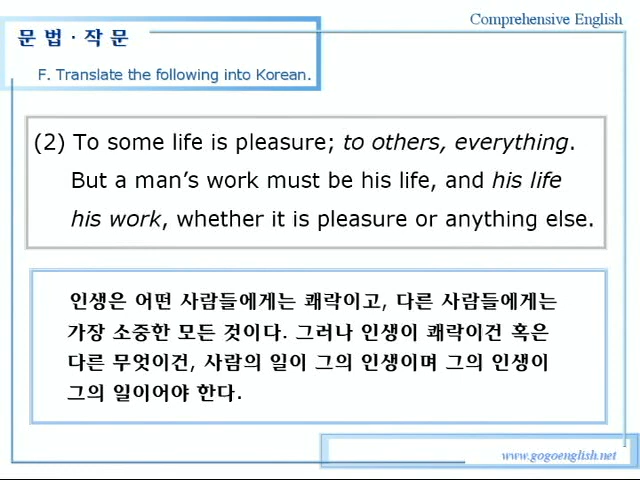 Comprehensive English
문 법 · 작 문
F. Translate the following into Korean.
(2) To some life is pleasure; to others, everything.
But a man's work must be his life, and his life
his work, whether it is pleasure or anything else.
인생은 어떤 사람들에게는 쾌락이고, 다른 사람들에게는
가장 소중한 모든 것이다. 그러나 인생이 쾌락이건 혹은
다른 무엇이건, 사람의 일이 그의 인생이며 그의 인생이
그의 일이어야 한다.
www.gogoenglish.net